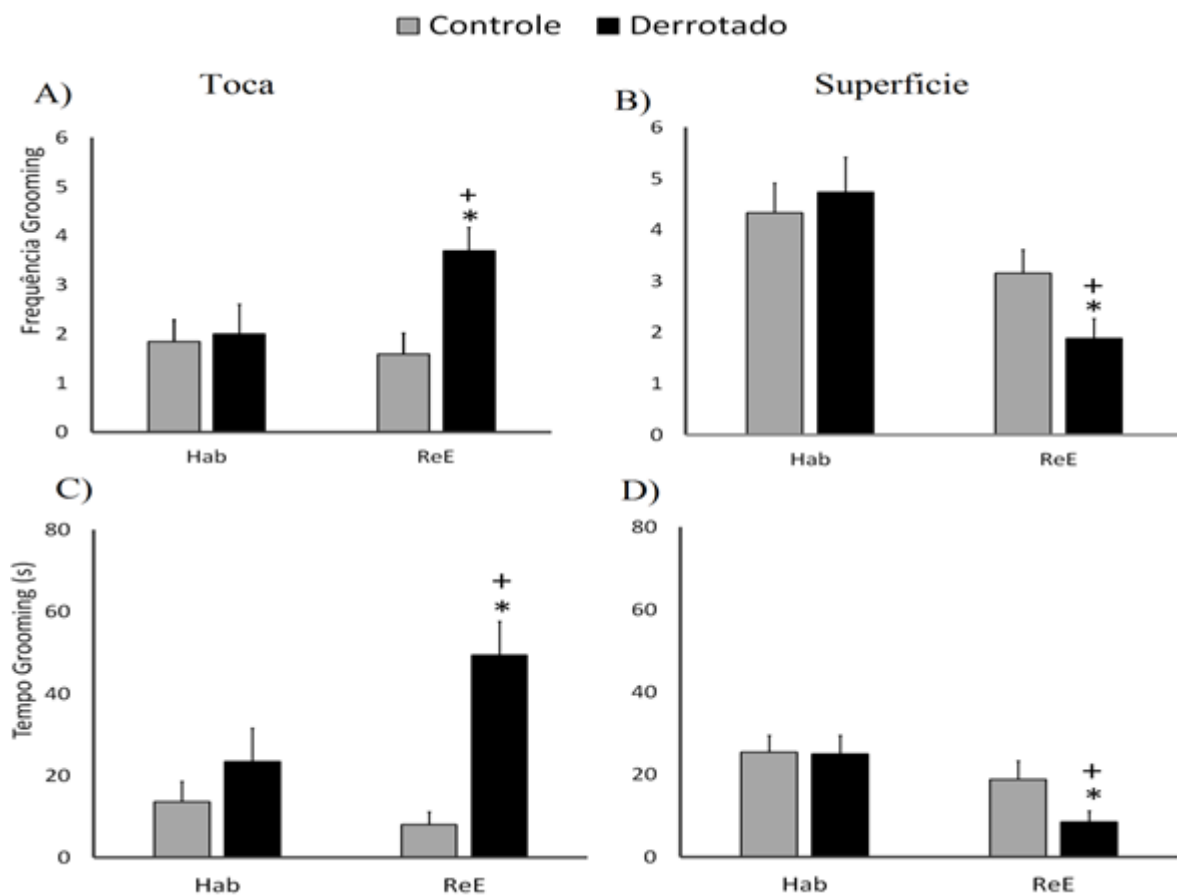 Controle Derrotado
A) Toca
Frequência Grooming
6
5
4
3
2
1
0
+
*
Hab ReE
B) Superfície
6
5
4
3
2
1
0
+
*
Hab ReE
C)
Tempo Grooming (s)
80
60
40
20
0
+
*
Hab ReE
D)
80
60
40
20
0
+
*
Hab ReE